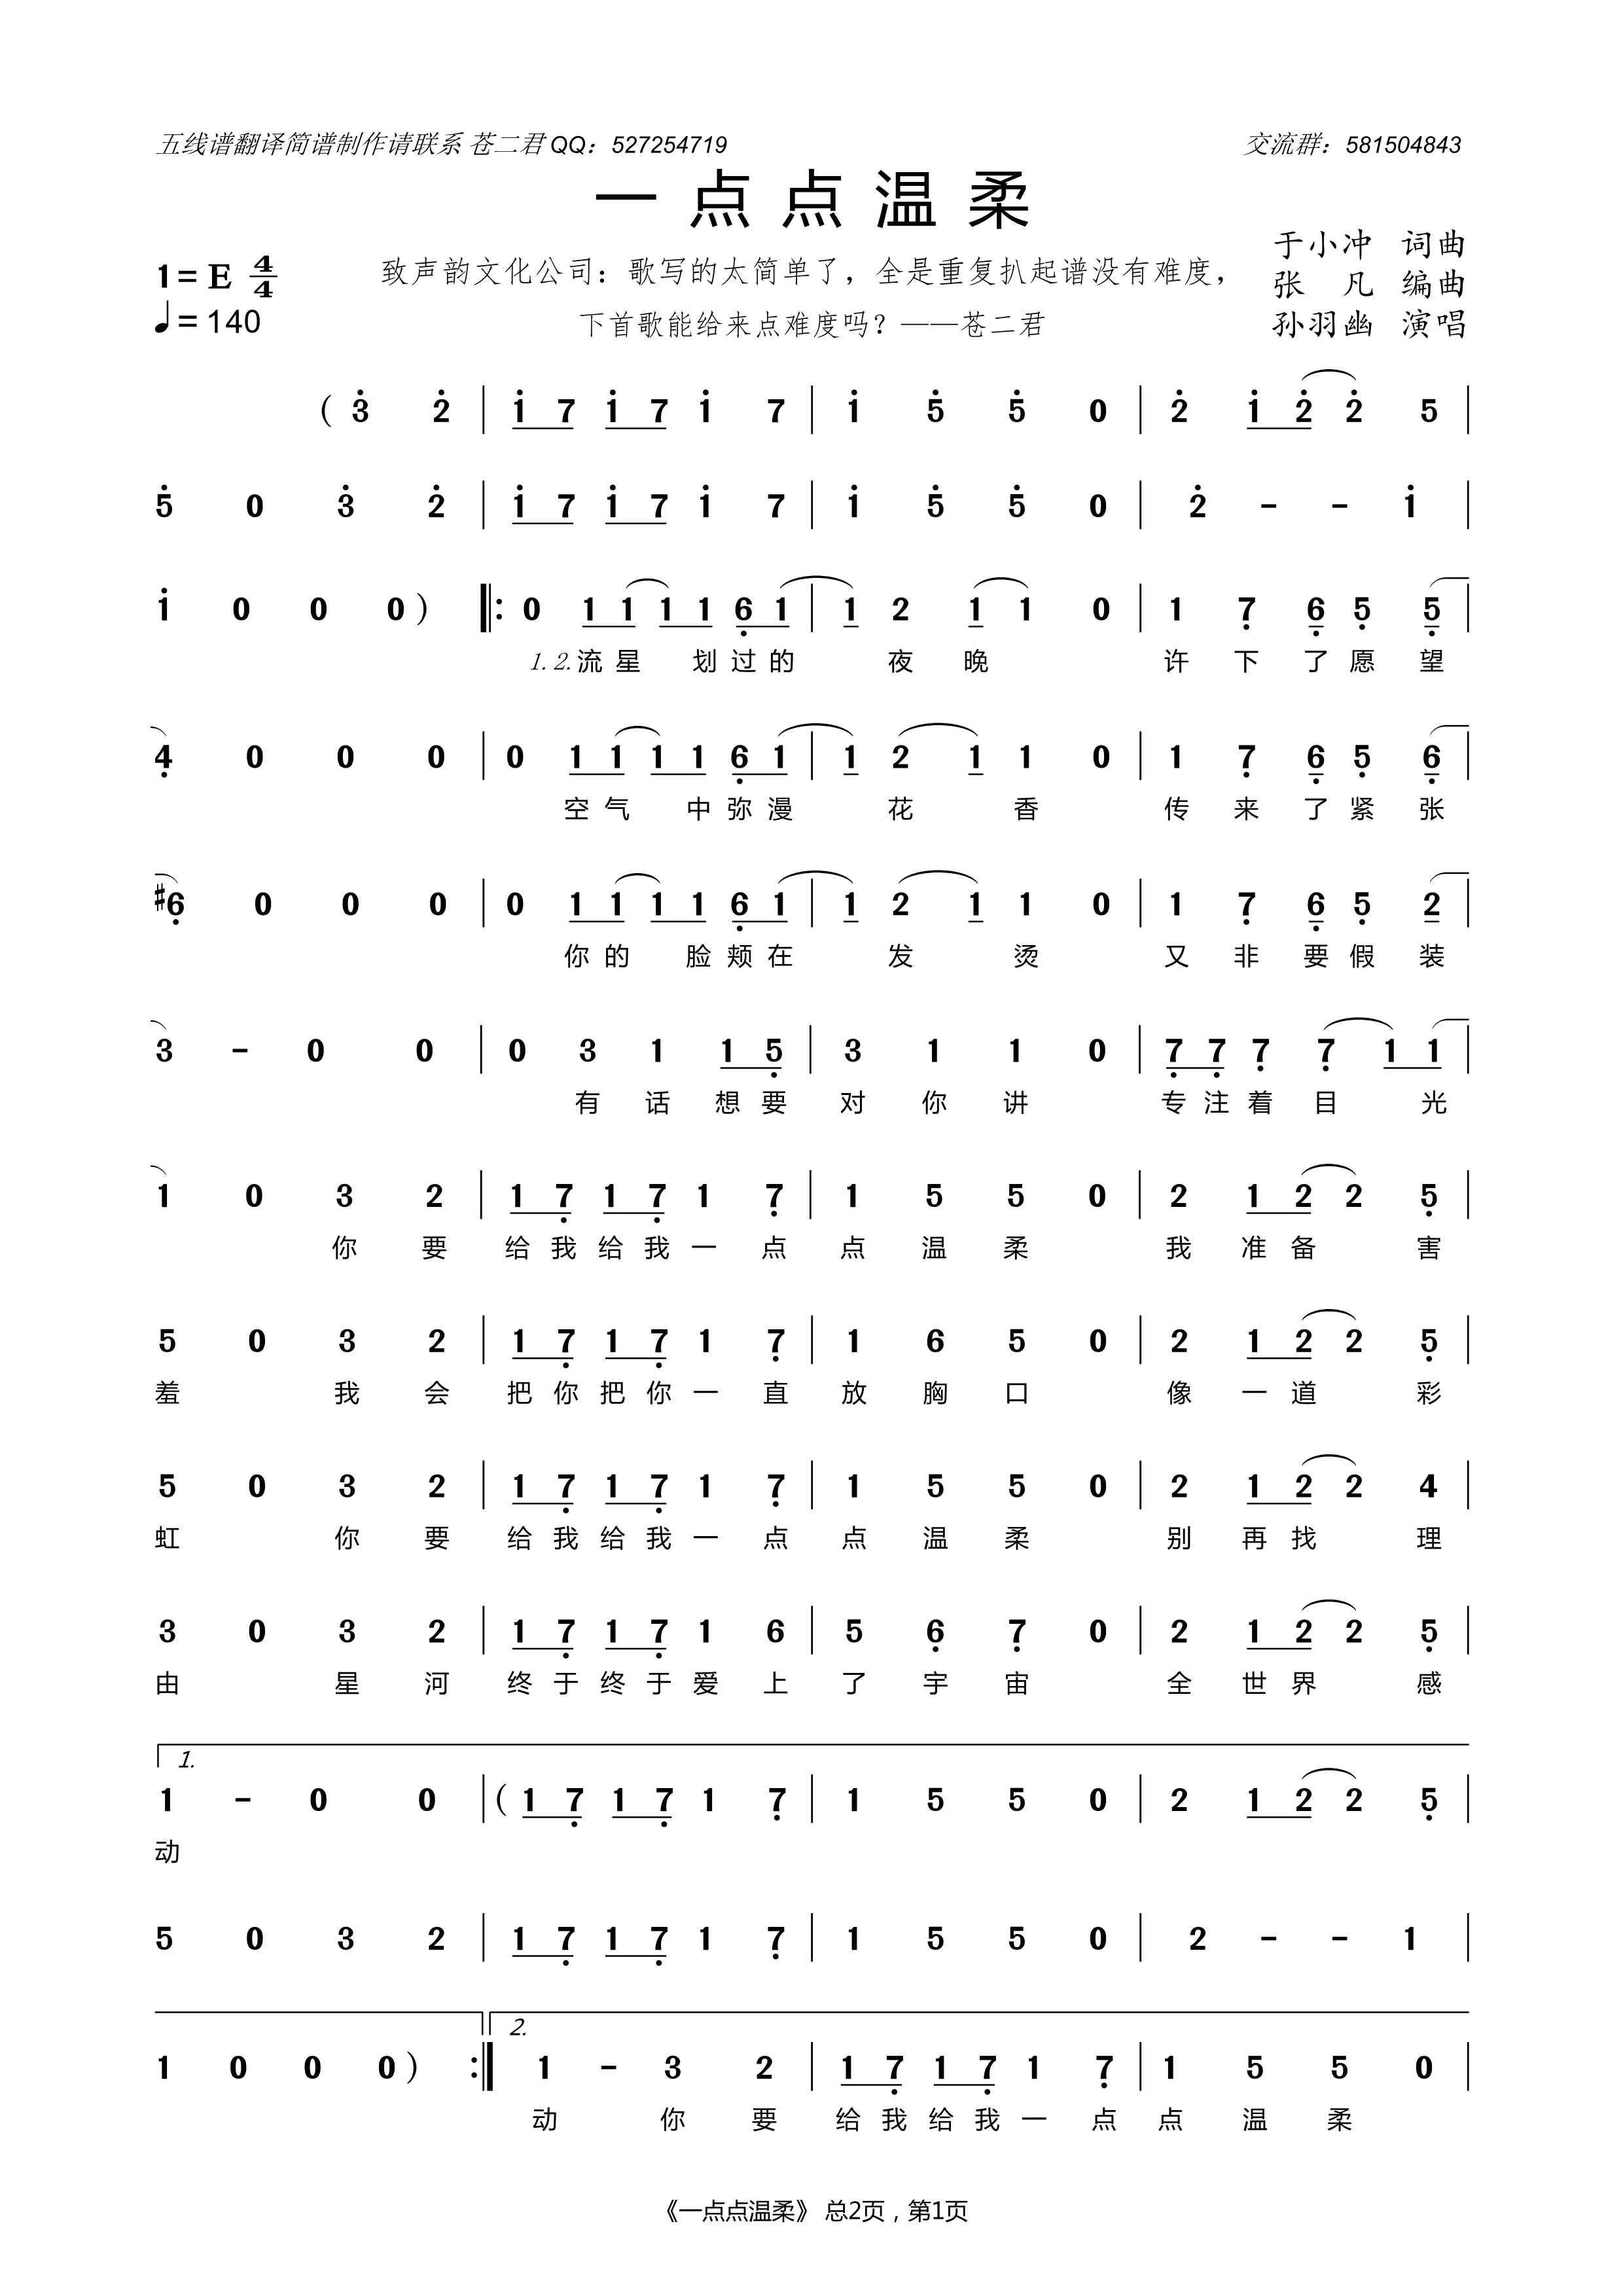 五线谱翻译简谱制作请联系 苍二君QQ：527254719 交流群：581504843
一点点温柔
1=E 4/4 致声韵文化公司：歌写的太简单了，全是重复扒起谱没有难度， 于小冲 词曲
张 凡 编曲
♩=140 下首歌能给来点难度吗？——苍二君 孙羽幽 演唱
( 3̇ 2̇ | 1̇ 7 1̇ 7 1̇ 7 | 1̇ 5̇ 5̇ 0 | 2̇ 1̇ 2̇ 2̇ 5 |
5̇ 0 3̇ 2̇ | 1̇ 7 1̇ 7 1̇ 7 | 1̇ 5̇ 5̇ 0 | 2̇ - - 1̇ |
1̇ 0 0 0 ) ‖: 0 1 1 1 1 6̣ 1 | 1 2 1 1 0 | 1 7̣ 6̣ 5̣ 5̣ |
1.2.流星 划过的 夜 晚 许 下 了愿 望
4̣ 0 0 0 | 0 1 1 1 1 6̣ 1 | 1 2 1 1 0 | 1 7̣ 6̣ 5̣ 6̣ |
空气 中弥漫 花 香 传 来 了紧 张
#6̣ 0 0 0 | 0 1 1 1 1 6̣ 1 | 1 2 1 1 0 | 1 7̣ 6̣ 5̣ 2 |
你的 脸颊在 发 烫 又 非 要假 装
3 - 0 0 | 0 3 1 1 5̣ | 3 1 1 0 | 7̣ 7̣ 7̣ 7̣ 1 1 |
有 话 想要 对 你 讲 专注着 目 光
1 0 3 2 | 1 7̣ 1 7̣ 1 7̣ | 1 5 5 0 | 2 1 2 2 5̣ |
你 要 给我给我一 点 点 温 柔 我 准备 害
5 0 3 2 | 1 7̣ 1 7̣ 1 7̣ | 1 6 5 0 | 2 1 2 2 5̣ |
羞 我 会 把你把你一 直 放 胸 口 像 一道 彩
5 0 3 2 | 1 7̣ 1 7̣ 1 7̣ | 1 5 5 0 | 2 1 2 2 4 |
虹 你 要 给我给我一 点 点 温 柔 别 再找 理
3 0 3 2 | 1 7̣ 1 7̣ 1 6 | 5 6̣ 7̣ 0 | 2 1 2 2 5̣ |
由 星 河 终于终于爱 上 了 宇 宙 全 世界 感
1.
1 - 0 0 | ( 1 7̣ 1 7̣ 1 7̣ | 1 5 5 0 | 2 1 2 2 5̣ |
动
5 0 3 2 | 1 7̣ 1 7̣ 1 7̣ | 1 5 5 0 | 2 - - 1 |
2.
1 0 0 0 ) :‖ 1 - 3 2 | 1 7̣ 1 7̣ 1 7̣ | 1 5 5 0 |
动 你 要 给我给我一 点 点 温 柔
《一点点温柔》 总2页，第1页